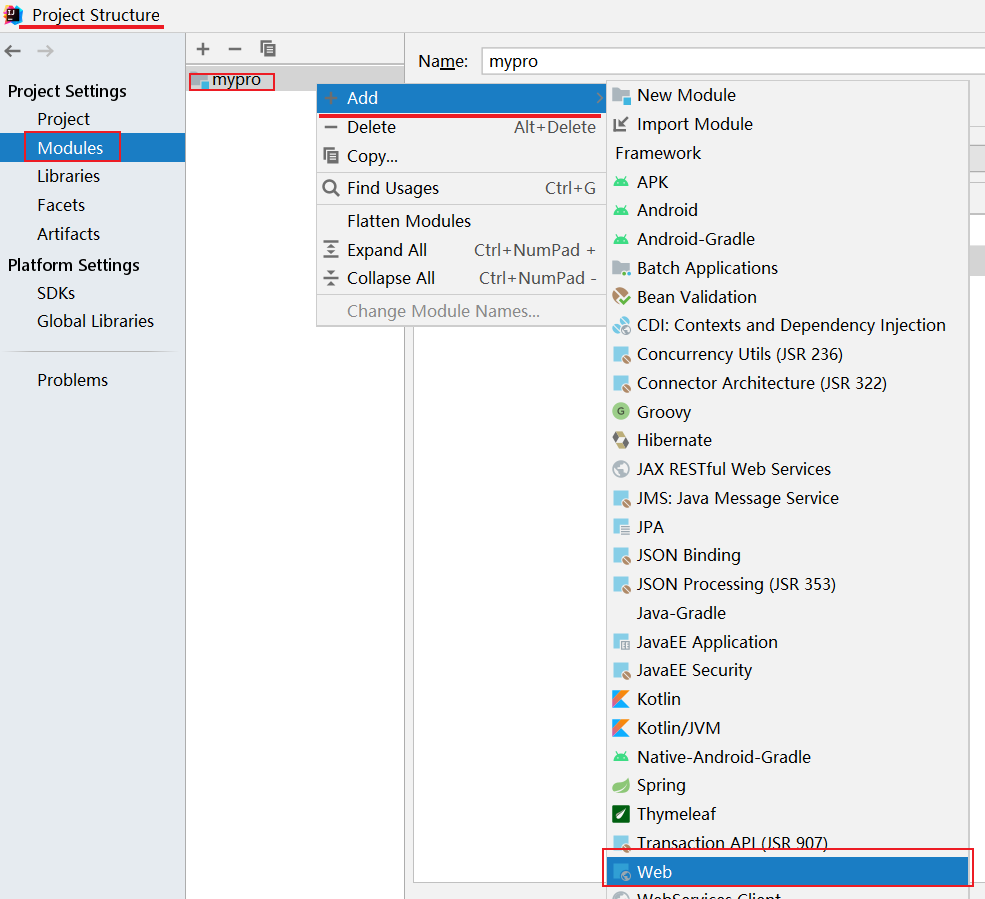 Project Structure
Project Settings
Project
Modules
Libraries
Facets
Artifacts
Platform Settings
SDKs
Global Libraries
Problems
mypro
Name: mypro
Add
Delete Alt+Delete
Copy...
Find Usages Ctrl+G
Flatten Modules
Expand All Ctrl+NumPad +
Collapse All Ctrl+NumPad -
Change Module Names...
New Module
Import Module
Framework
APK
Android
Android-Gradle
Batch Applications
Bean Validation
CDI: Contexts and Dependency Injection
Concurrency Utils (JSR 236)
Connector Architecture (JSR 322)
G Groovy
Hibernate
JAX RESTful Web Services
JMS: Java Message Service
JPA
JSON Binding
JSON Processing (JSR 353)
Java-Gradle
JavaEE Application
JavaEE Security
Kotlin
Kotlin/JVM
Native-Android-Gradle
Spring
Thymeleaf
Transaction API (JSR 907)
Web
WebServices Client